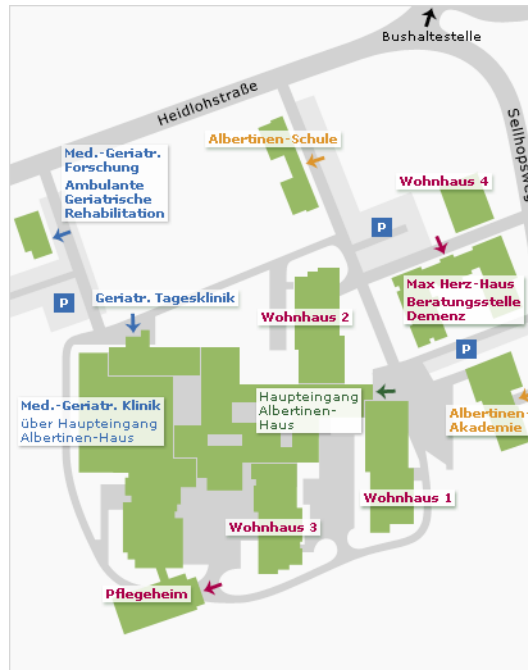 Bushaltestelle
Heidlohstraße
Sellhopsweg
Albertinen-Schule
Med.-Geriatr.
Forschung
Ambulante
Geriatrische
Rehabilitation
Wohnhaus 4
P
P
Max Herz-Haus
Beratungsstelle
Demenz
Geriatr. Tagesklinik
Wohnhaus 2
P
Med.-Geriatr. Klinik
über Haupteingang
Albertinen-Haus
Haupteingang
Albertinen-
Haus
Albertinen-
Akademie
Wohnhaus 1
Wohnhaus 3
Pflegeheim